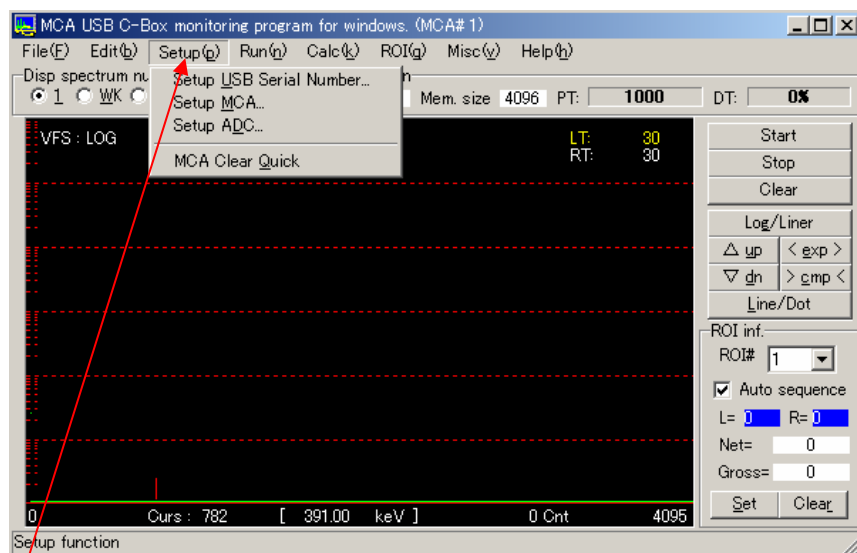 MCA USB C-Box monitoring program for windows. (MCA# 1)
File(F) Edit(b) Setup(p) Run(n) Calc(k) ROI(g) Misc(v) Help(h)
Disp spectrum
1 WK Mem. size 4096 PT: 1000 DT: 0%
Setup USB Serial Number...
Setup MCA...
Setup ADC...
MCA Clear Quick
VFS : LOG
LT: 30
RT: 30
Start
Stop
Clear
Log/Liner
△ up < exp >
▽ dn > cmp <
Line/Dot
ROI inf.
ROI# 1
Auto sequence
L= 0 R= 0
Net= 0
Gross= 0
Set Clear
0 Curs : 782 [ 391.00 keV ] 0 Cnt 4095
Setup function